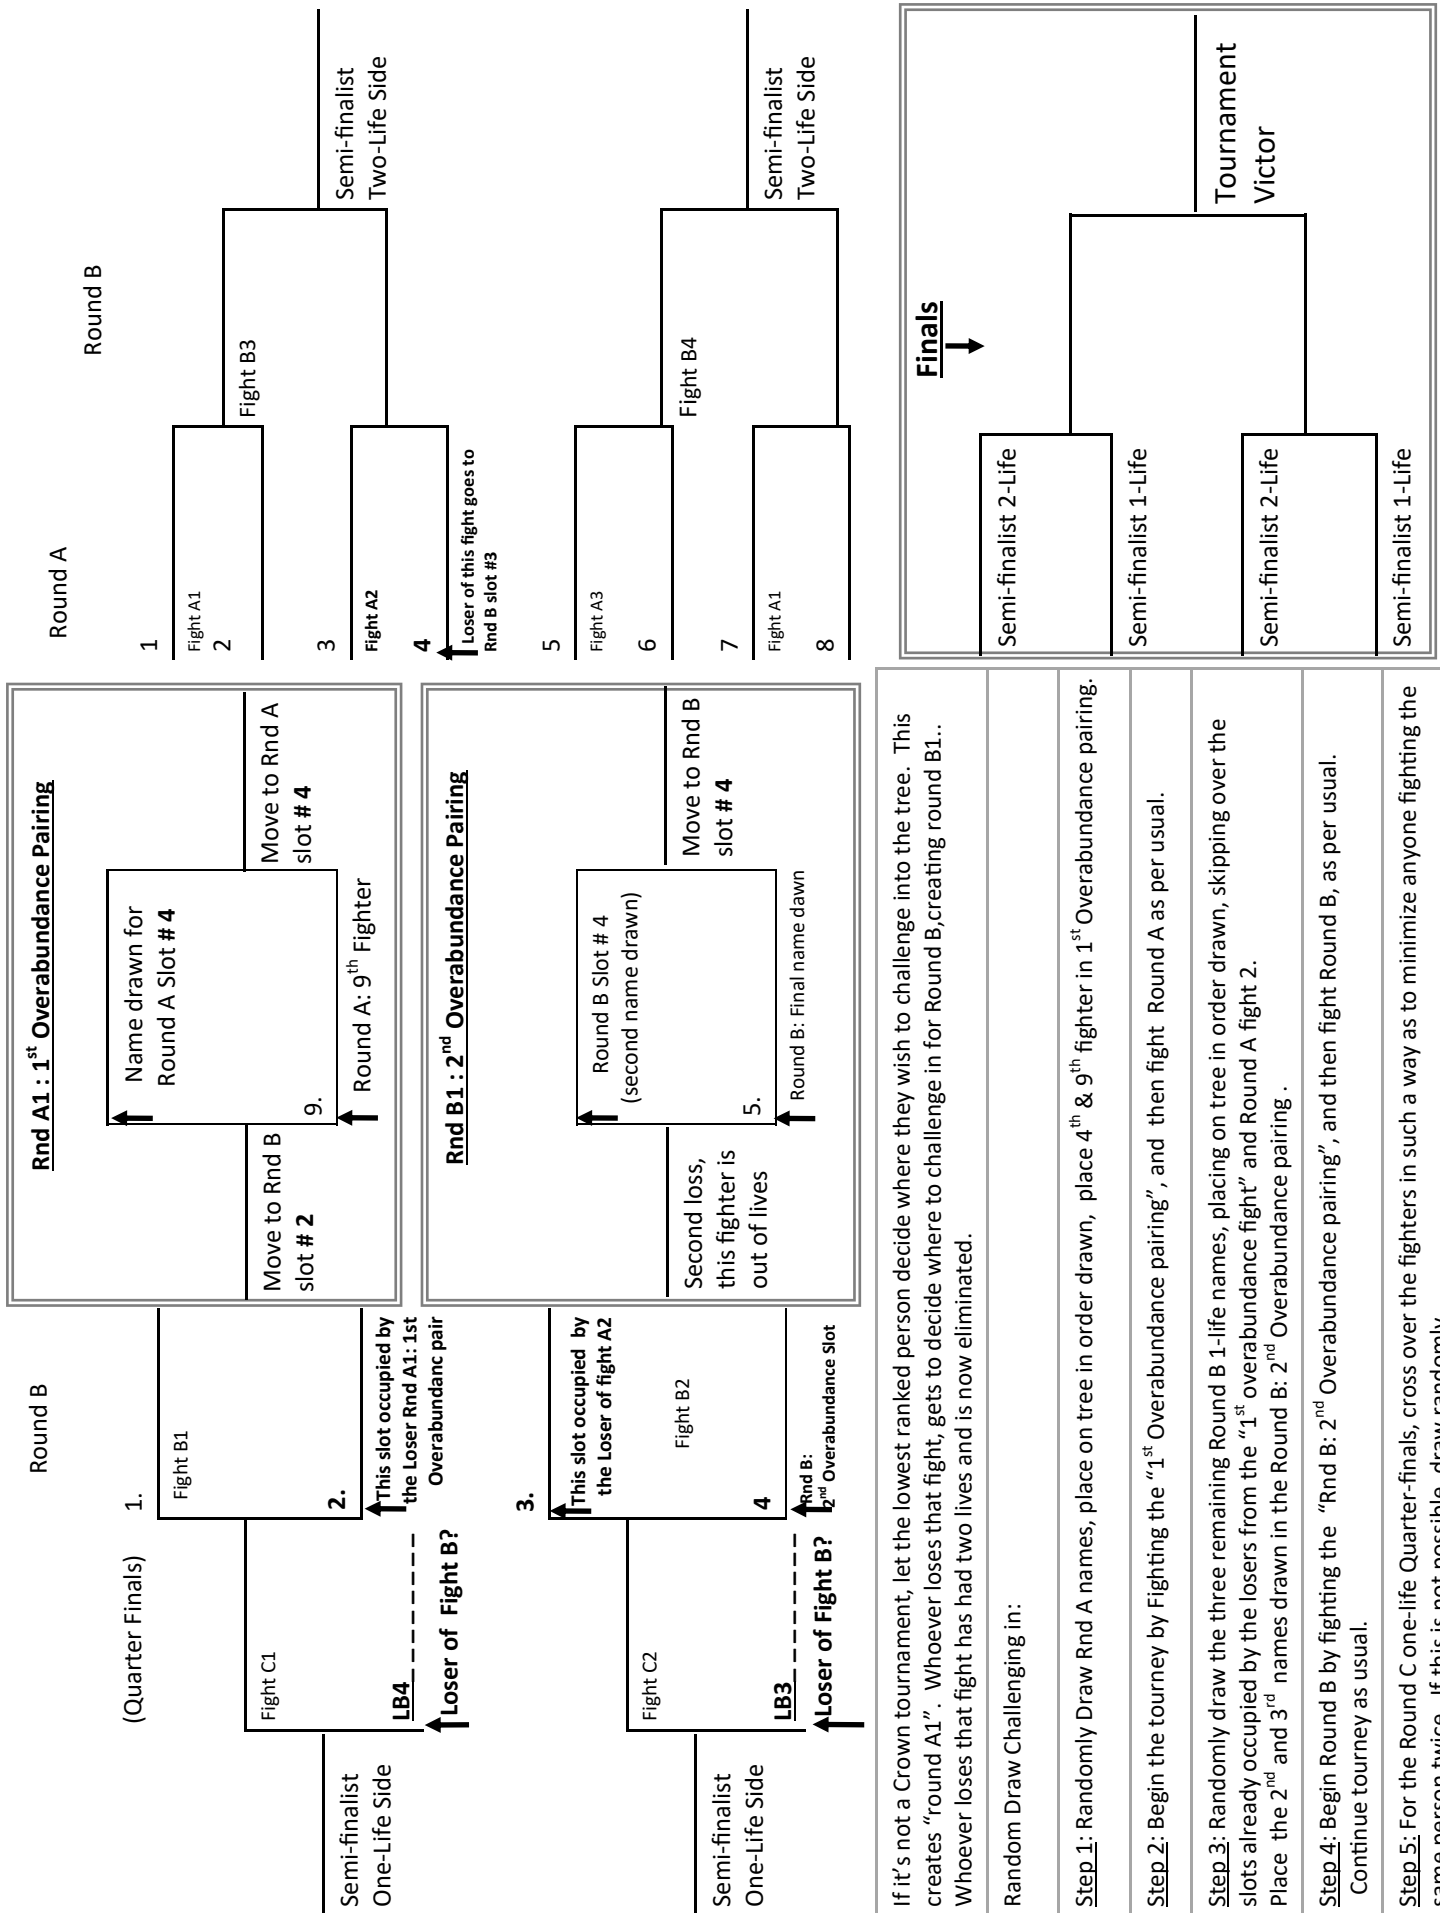 Round B
Round A
Round B
(Quarter Finals)
Semi-finalist
One-Life Side
Fight C1
LB4
Loser of Fight B?
1.
Fight B1
2.
This slot occupied by
the Loser Rnd A1: 1st
Overabundanc pair
Rnd A1 : 1st Overabundance Pairing
Move to Rnd B
slot # 2
Name drawn for
Round A Slot # 4
9.
Round A: 9th Fighter
Move to Rnd A
slot # 4
1
Fight A1
2
3
Fight A2
4
Loser of this fight goes to
Rnd B slot #3
Fight B3
Semi-finalist
Two-Life Side
Semi-finalist
One-Life Side
Fight C2
LB3
Loser of Fight B?
3.
This slot occupied by
the Loser of fight A2
Fight B2
4
Rnd B:
2nd Overabundance Slot
Rnd B1 : 2nd Overabundance Pairing
Second loss,
this fighter is
out of lives
Round B Slot # 4
(second name drawn)
5.
Round B: Final name dawn
Move to Rnd B
slot # 4
5
Fight A3
6
7
Fight A1
8
Fight B4
Semi-finalist
Two-Life Side
If it’s not a Crown tournament, let the lowest ranked person decide where they wish to challenge into the tree. This
creates “round A1”. Whoever loses that fight, gets to decide where to challenge in for Round B,creating round B1..
Whoever loses that fight has had two lives and is now eliminated.
Random Draw Challenging in:
Step 1: Randomly Draw Rnd A names, place on tree in order drawn, place 4th & 9th fighter in 1st Overabundance pairing.
Step 2: Begin the tourney by Fighting the “1st Overabundance pairing”, and then fight Round A as per usual.
Step 3: Randomly draw the three remaining Round B 1-life names, placing on tree in order drawn, skipping over the
slots already occupied by the losers from the “1st overabundance fight” and Round A fight 2.
Place the 2nd and 3rd names drawn in the Round B: 2nd Overabundance pairing .
Step 4: Begin Round B by fighting the “Rnd B: 2nd Overabundance pairing”, and then fight Round B, as per usual.
Continue tourney as usual.
Step 5: For the Round C one-life Quarter-finals, cross over the fighters in such a way as to minimize anyone fighting the
same person twice. If this is not possible, draw randomly
Finals
Semi-finalist 2-Life
Semi-finalist 1-Life
Semi-finalist 2-Life
Semi-finalist 1-Life
Tournament
Victor